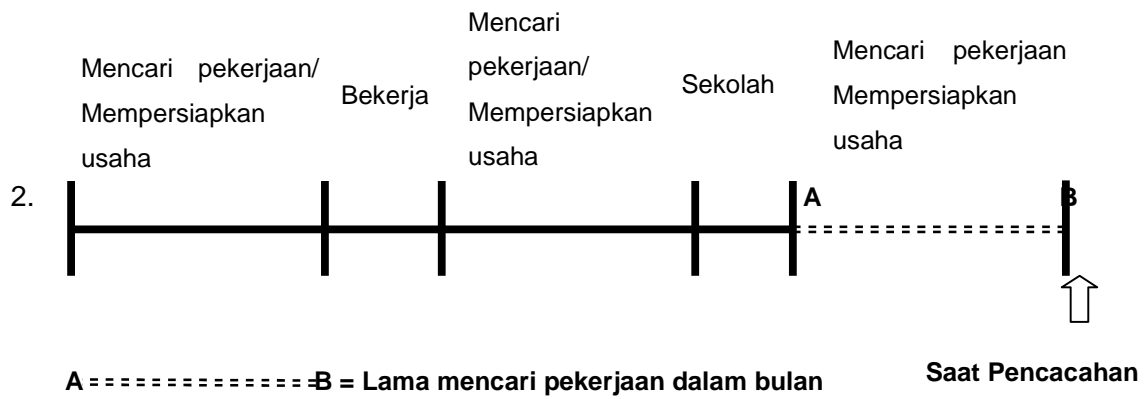 Mencari pekerjaan/
Mempersiapkan
usaha
Bekerja
Mencari
pekerjaan/
Mempersiapkan
usaha
Sekolah
Mencari pekerjaan
Mempersiapkan
usaha
2.
A
B
A ============B = Lama mencari pekerjaan dalam bulan
Saat Pencacahan